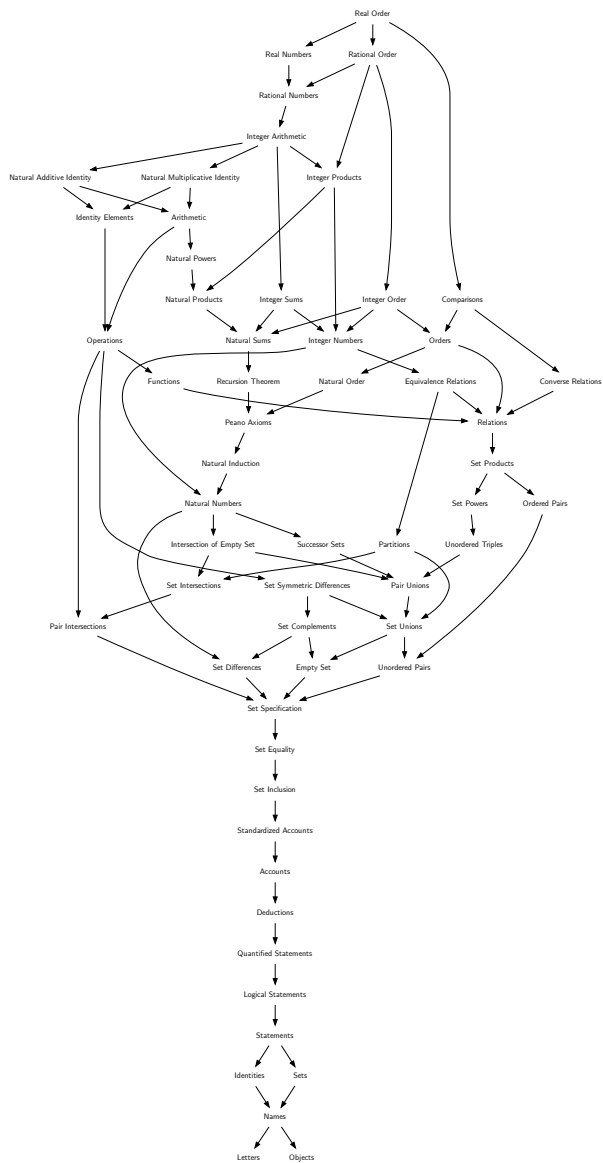 Real Order
Real Numbers Rational Order
Rational Numbers
Integer Arithmetic
Natural Additive Identity Natural Multiplicative Identity Integer Products
Identity Elements Arithmetic
Natural Powers
Natural Products Integer Sums Integer Order Comparisons
Operations Natural Sums Integer Numbers Orders
Functions Recursion Theorem Natural Order Equivalence Relations Converse Relations
Peano Axioms Relations
Natural Induction Set Products
Natural Numbers Set Powers Ordered Pairs
Intersection of Empty Set Successor Sets Partitions Unordered Triples
Set Intersections Set Symmetric Differences Pair Unions
Pair Intersections Set Complements Set Unions
Set Differences Empty Set Unordered Pairs
Set Specification
Set Equality
Set Inclusion
Standardized Accounts
Accounts
Deductions
Quantified Statements
Logical Statements
Statements
Identities Sets
Names
Letters Objects